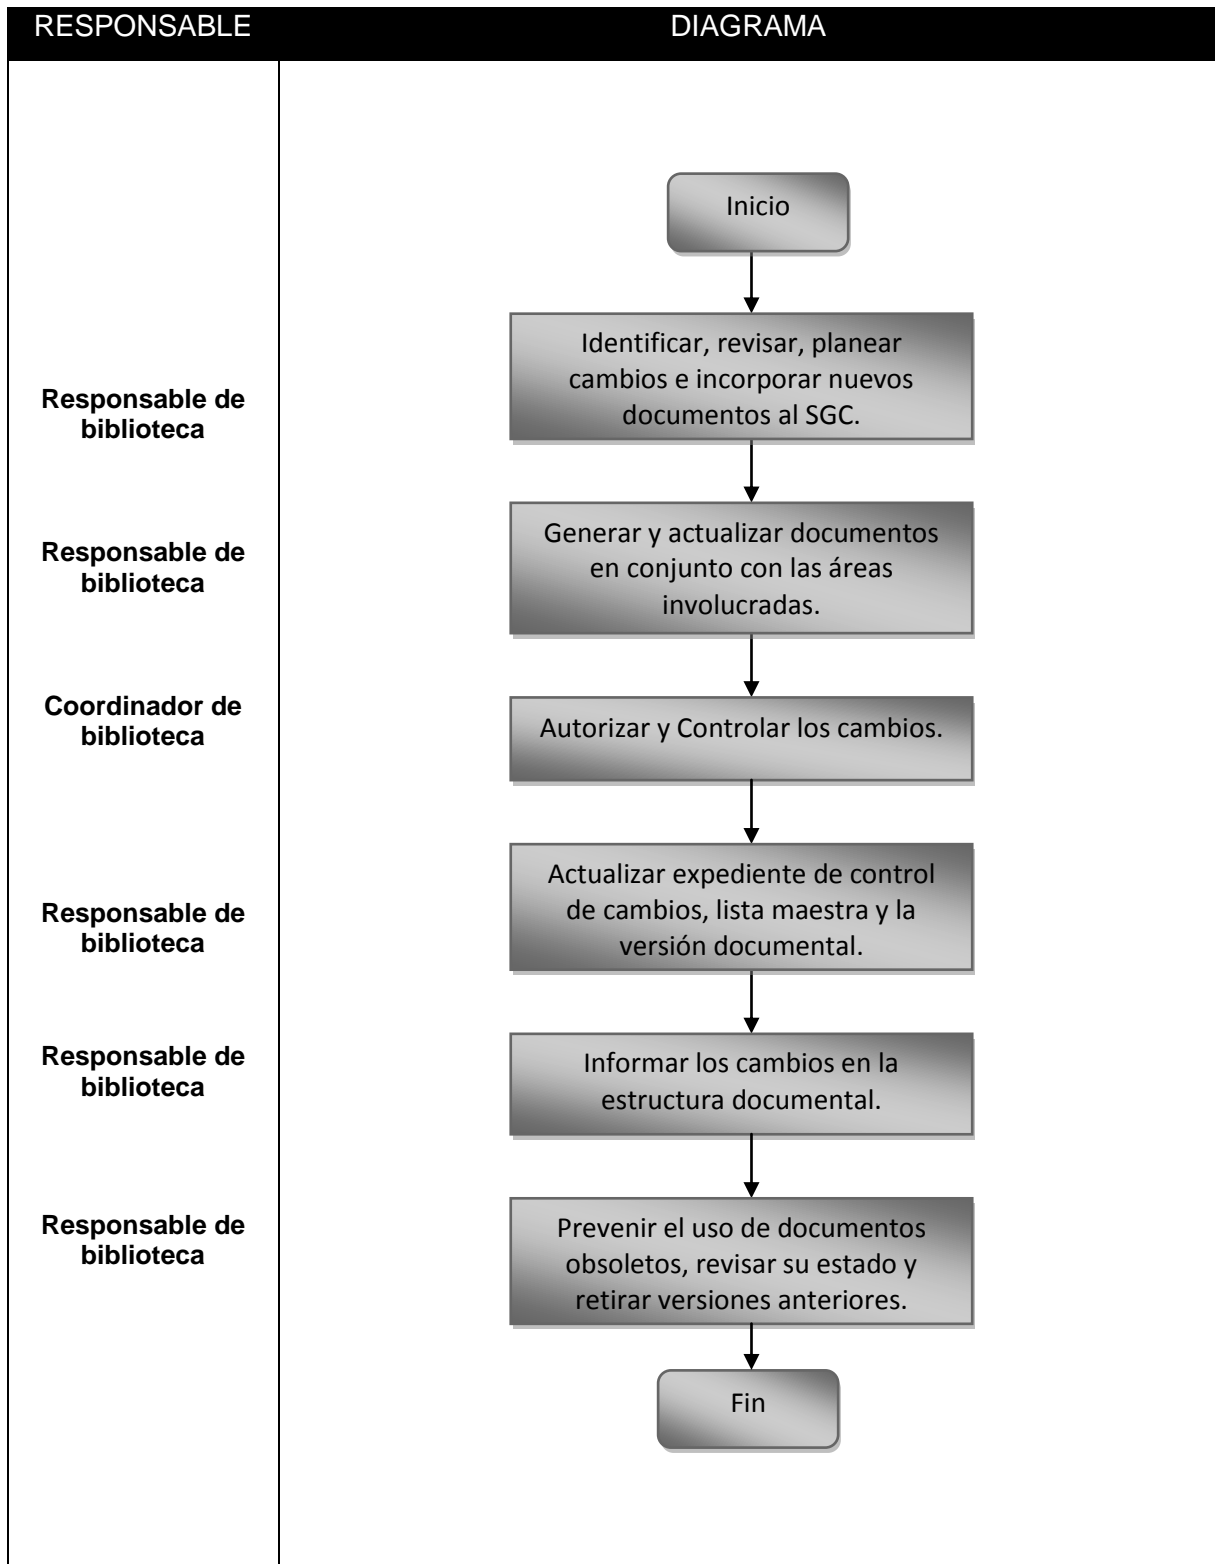 RESPONSABLE
DIAGRAMA
Inicio
Responsable de
biblioteca
Identificar, revisar, planear
cambios e incorporar nuevos
documentos al SGC.
Responsable de
biblioteca
Generar y actualizar documentos
en conjunto con las áreas
involucradas.
Coordinador de
biblioteca
Autorizar y Controlar los cambios.
Responsable de
biblioteca
Actualizar expediente de control
de cambios, lista maestra y la
versión documental.
Responsable de
biblioteca
Informar los cambios en la
estructura documental.
Responsable de
biblioteca
Prevenir el uso de documentos
obsoletos, revisar su estado y
retirar versiones anteriores.
Fin